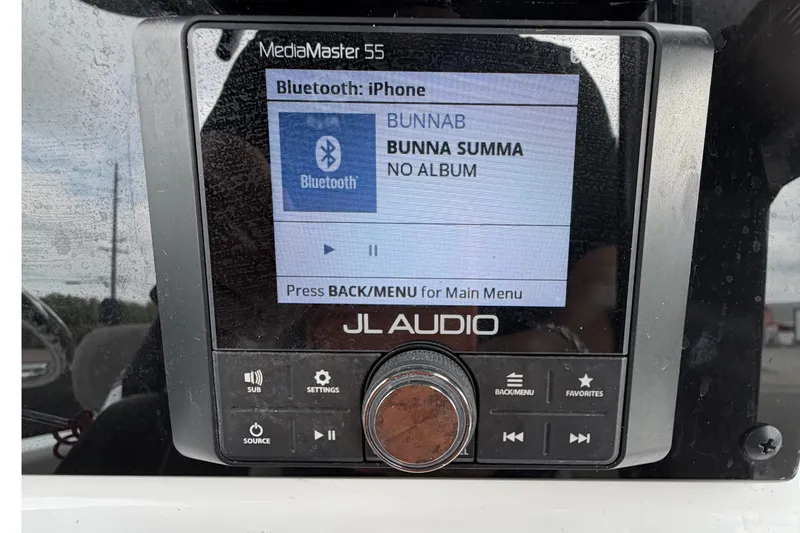 MediaMaster 55
Bluetooth: iPhone
BUNNAB
BUNNA SUMMA
NO ALBUM
Bluetooth
Press BACK/MENU for Main Menu
JL AUDIO
SUB
SETTINGS
BACK/MENU
FAVORITES
SOURCE